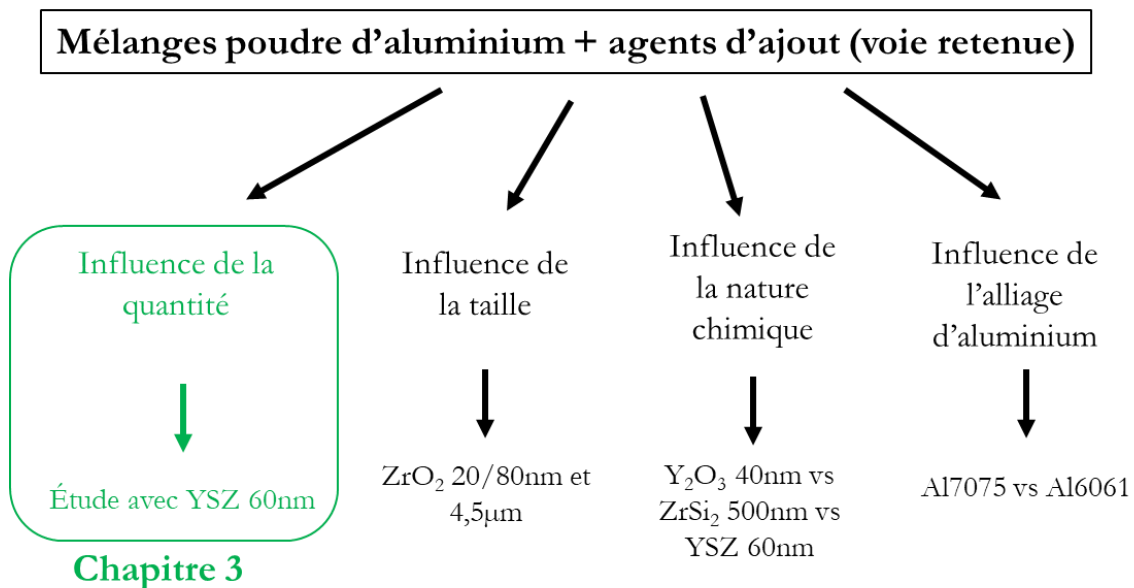 Mélanges poudre d'aluminium + agents d'ajout (voie retenue)
Influence de la
quantité
Étude avec YSZ 60nm
Chapitre 3
Influence de
la taille
ZrO₂ 20/80nm et
4,5µm
Influence de
la nature
chimique
Y₂O₃ 40nm vs
ZrSi₂ 500nm vs
YSZ 60nm
Influence de
l'alliage
d'aluminium
Al7075 vs Al6061